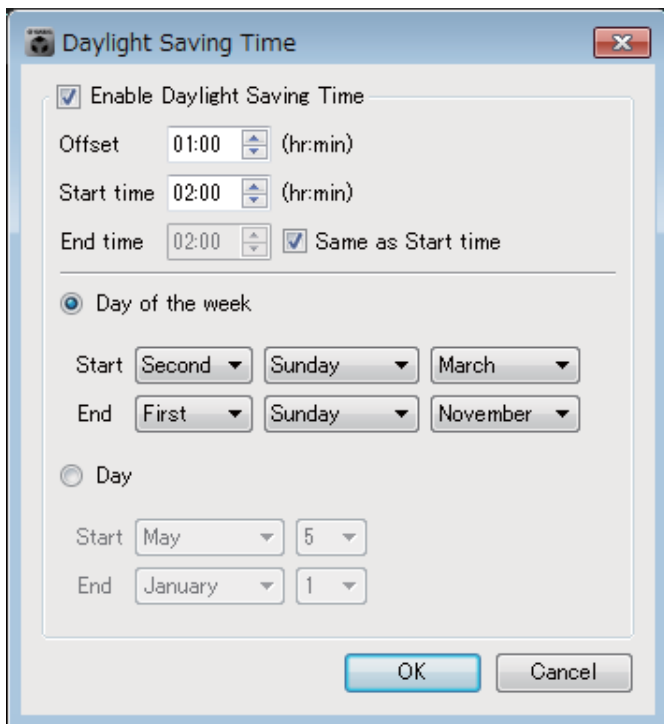 Daylight Saving Time
Enable Daylight Saving Time
Offset 01:00 (hr:min)
Start time 02:00 (hr:min)
End time 02:00 Same as Start time
Day of the week
Start Second Sunday March
End First Sunday November
Day
Start May 5
End January 1
OK Cancel